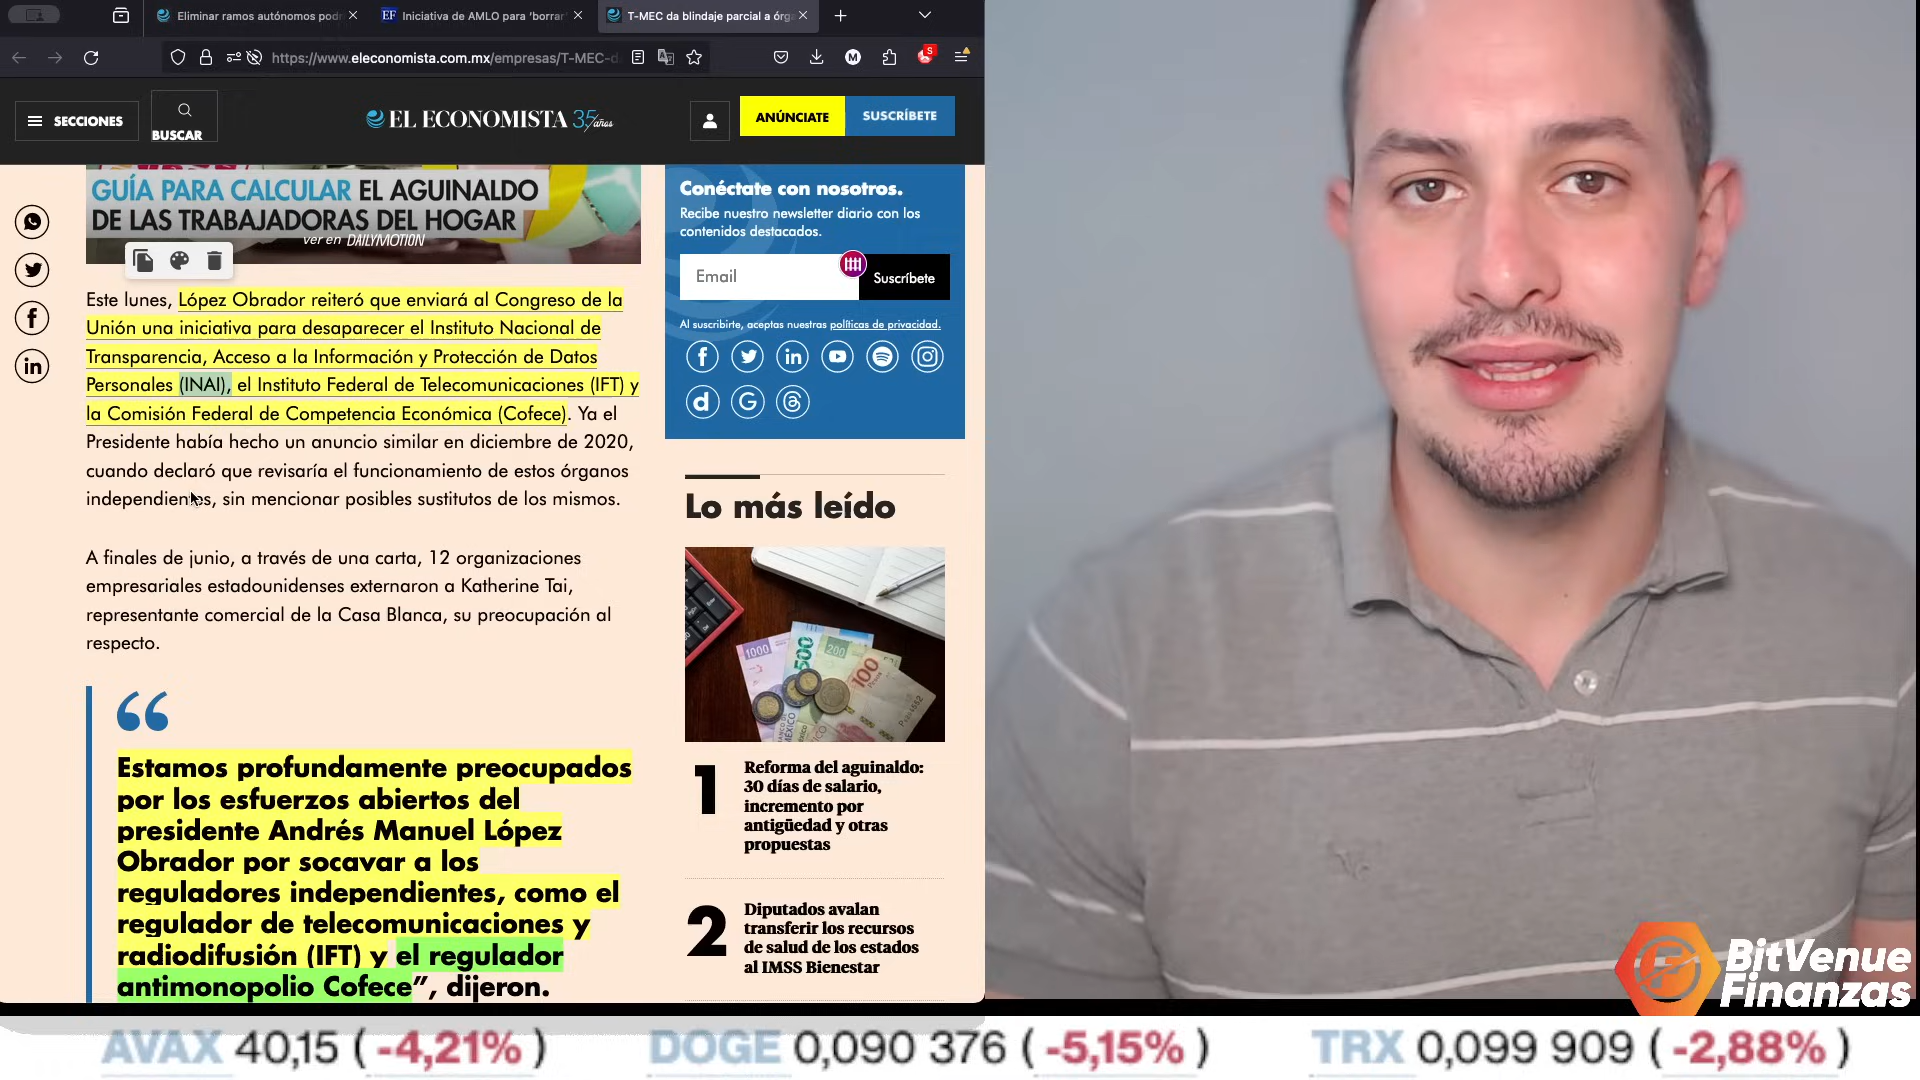 Eliminar ramos autónomos pod
EF Iniciativa de AMLO para 'borrar'
T-MEC da blindaje parcial a órg
https://www.eleconomista.com.mx/empresas/T-MEC-d
M
S
SECCIONES
BUSCAR
EL ECONOMISTA 35 años
ANÚNCIATE
SUSCRÍBETE
GUÍA PARA CALCULAR EL AGUINALDO
DE LAS TRABAJADORAS DEL HOGAR
ver en DAILYMOTION
Este lunes, López Obrador reiteró que enviará al Congreso de la
Unión una iniciativa para desaparecer el Instituto Nacional de
Transparencia, Acceso a la Información y Protección de Datos
Personales (INAI), el Instituto Federal de Telecomunicaciones (IFT) y
la Comisión Federal de Competencia Económica (Cofece). Ya el
Presidente había hecho un anuncio similar en diciembre de 2020,
cuando declaró que revisaría el funcionamiento de estos órganos
independientes, sin mencionar posibles sustitutos de los mismos.
A finales de junio, a través de una carta, 12 organizaciones
empresariales estadounidenses externaron a Katherine Tai,
representante comercial de la Casa Blanca, su preocupación al
respecto.
“Estamos profundamente preocupados
por los esfuerzos abiertos del
presidente Andrés Manuel López
Obrador por socavar a los
reguladores independientes, como el
regulador de telecomunicaciones y
radiodifusión (IFT) y el regulador
antimonopolio Cofece”, dijeron.
Conéctate con nosotros.
Recibe nuestro newsletter diario con los
contenidos destacados.
Email
Suscríbete
Al suscribirte, aceptas nuestras políticas de privacidad.
Lo más leído
1000
500
200
100
MÉXICO
1
Reforma del aguinaldo:
30 días de salario,
incremento por
antigüedad y otras
propuestas
2
Diputados avalan
transferir los recursos
de salud de los estados
al IMSS Bienestar
BitVenue
Finanzas
AVAX 40,15 ( -4,21% )
DOGE 0,090 376 ( -5,15% )
TRX 0,099 909 ( -2,88% )